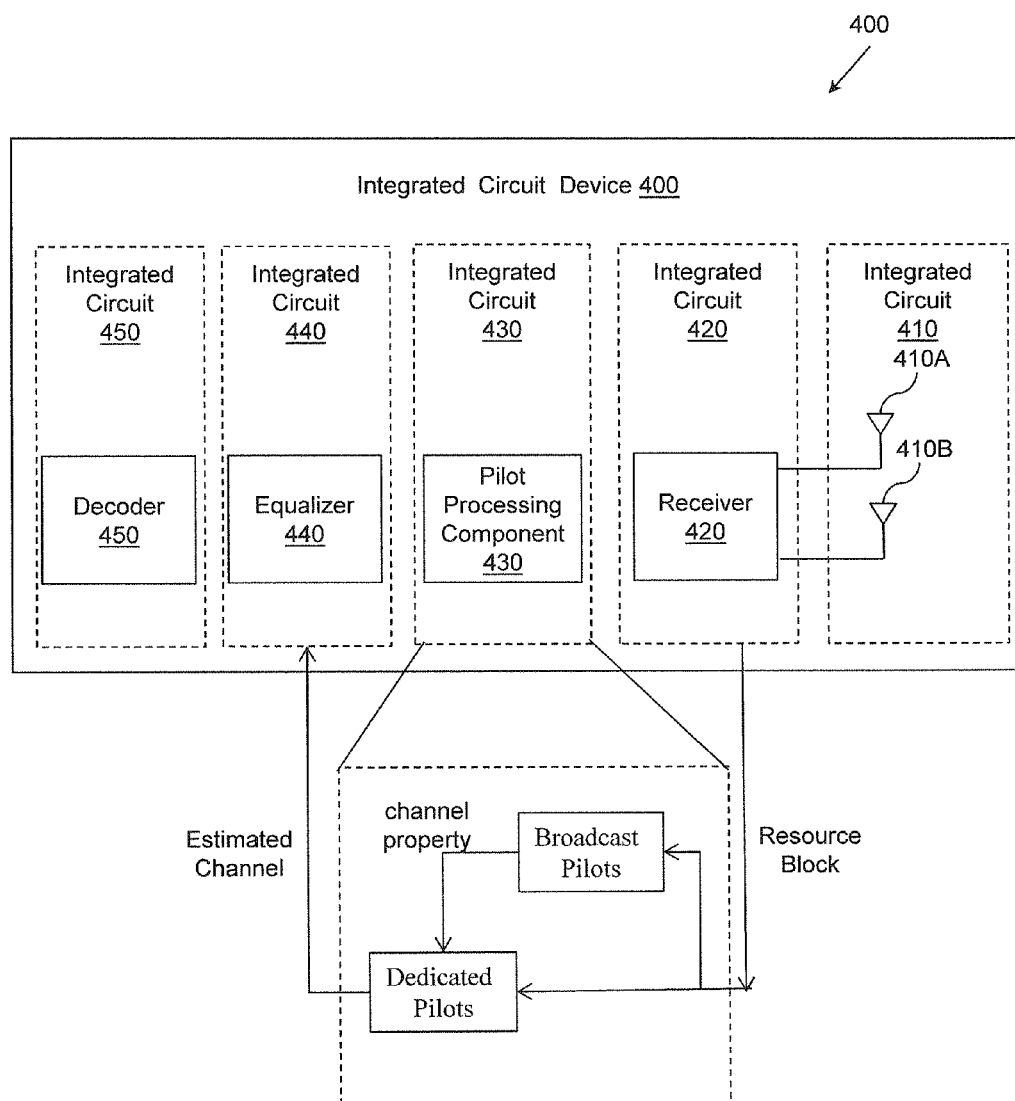 400
Integrated Circuit Device 400
Integrated
Circuit
450
Integrated
Circuit
440
Integrated
Circuit
430
Integrated
Circuit
420
Integrated
Circuit
410
410A
410B
Decoder
450
Equalizer
440
Pilot
Processing
Component
430
Receiver
420
Estimated
Channel
channel
property
Broadcast
Pilots
Resource
Block
Dedicated
Pilots